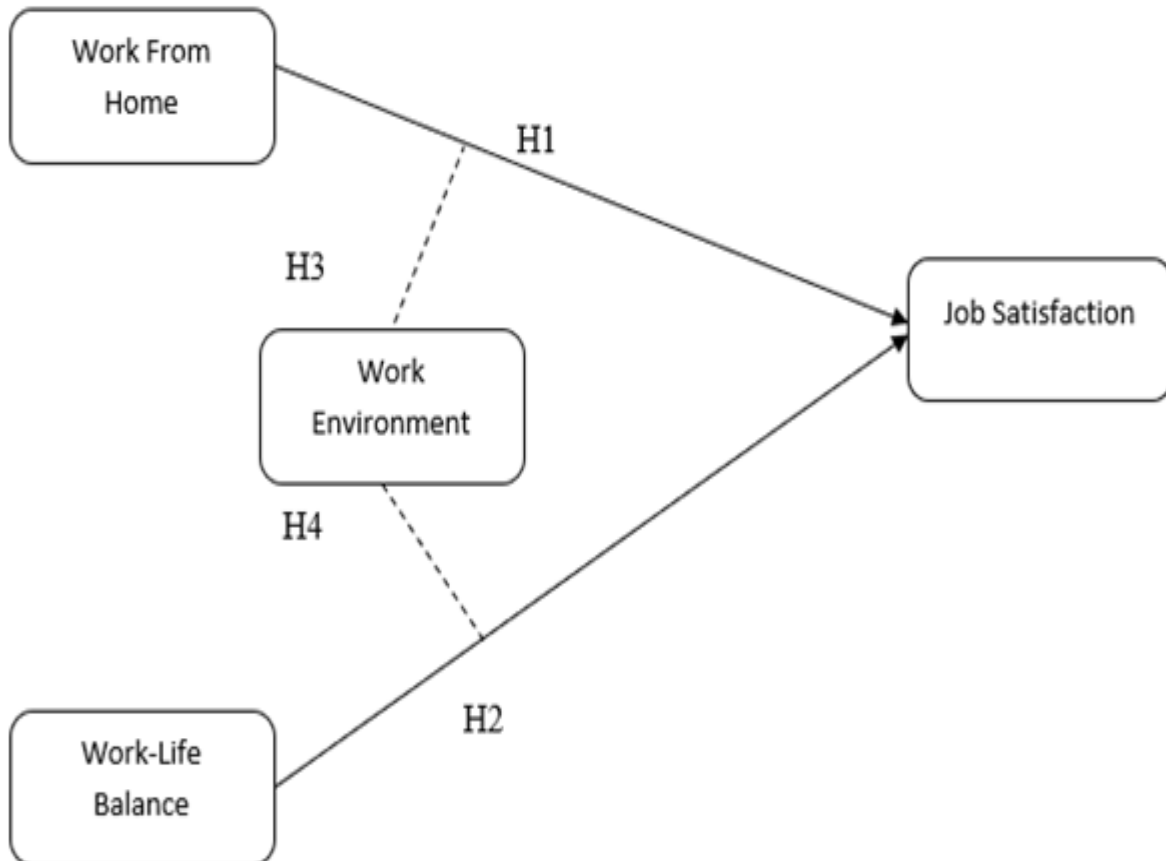 Work From
Home
H1
H3
Job Satisfaction
Work
Environment
H4
H2
Work-Life
Balance